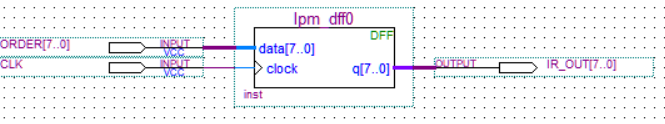 lpm_dff0
DFF
ORDER[7..0]
INPUT
VCC
data[7..0]
CLK
INPUT
VCC
clock
q[7..0]
OUTPUT
IR_OUT[7..0]
inst